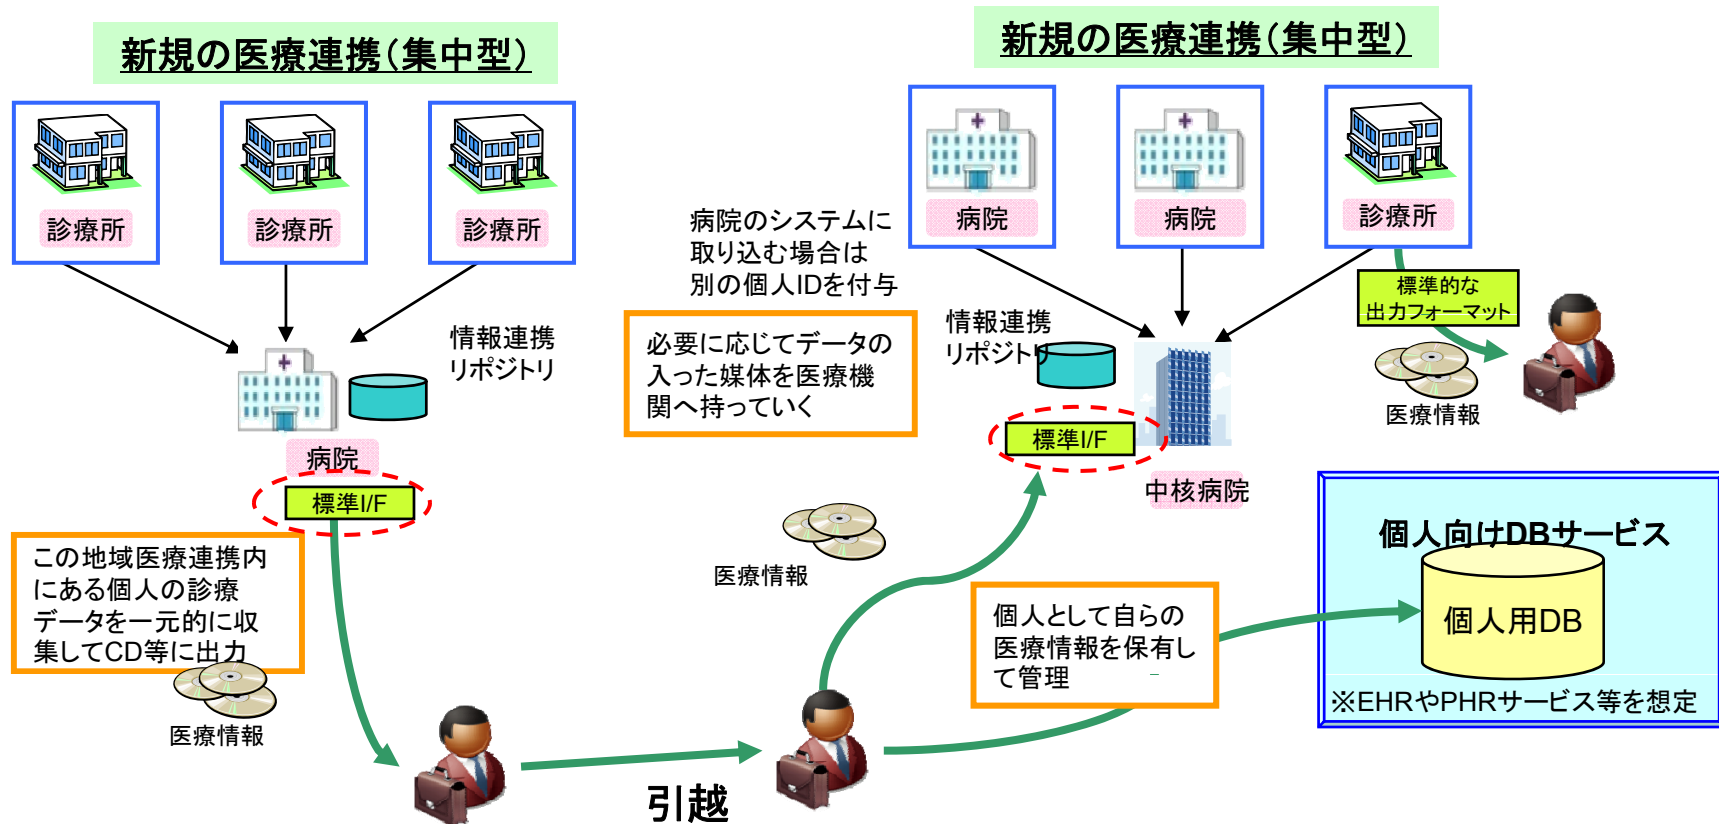 新規の医療連携（集中型）
診療所
診療所
診療所
情報連携
リポジトリ
病院
標準I/F
この地域医療連携内
にある個人の診療
データを一元的に収
集してCD等に出力
医療情報
引越
新規の医療連携（集中型）
病院
病院
診療所
病院のシステムに
取り込む場合は
別の個人IDを付与
必要に応じてデータの
入った媒体を医療機
関へ持っていく
情報連携
リポジトリ
標準I/F
中核病院
標準的な
出力フォーマット
医療情報
医療情報
個人として自らの
医療情報を保有し
て管理
個人向けDBサービス
個人用DB
※EHRやPHRサービス等を想定